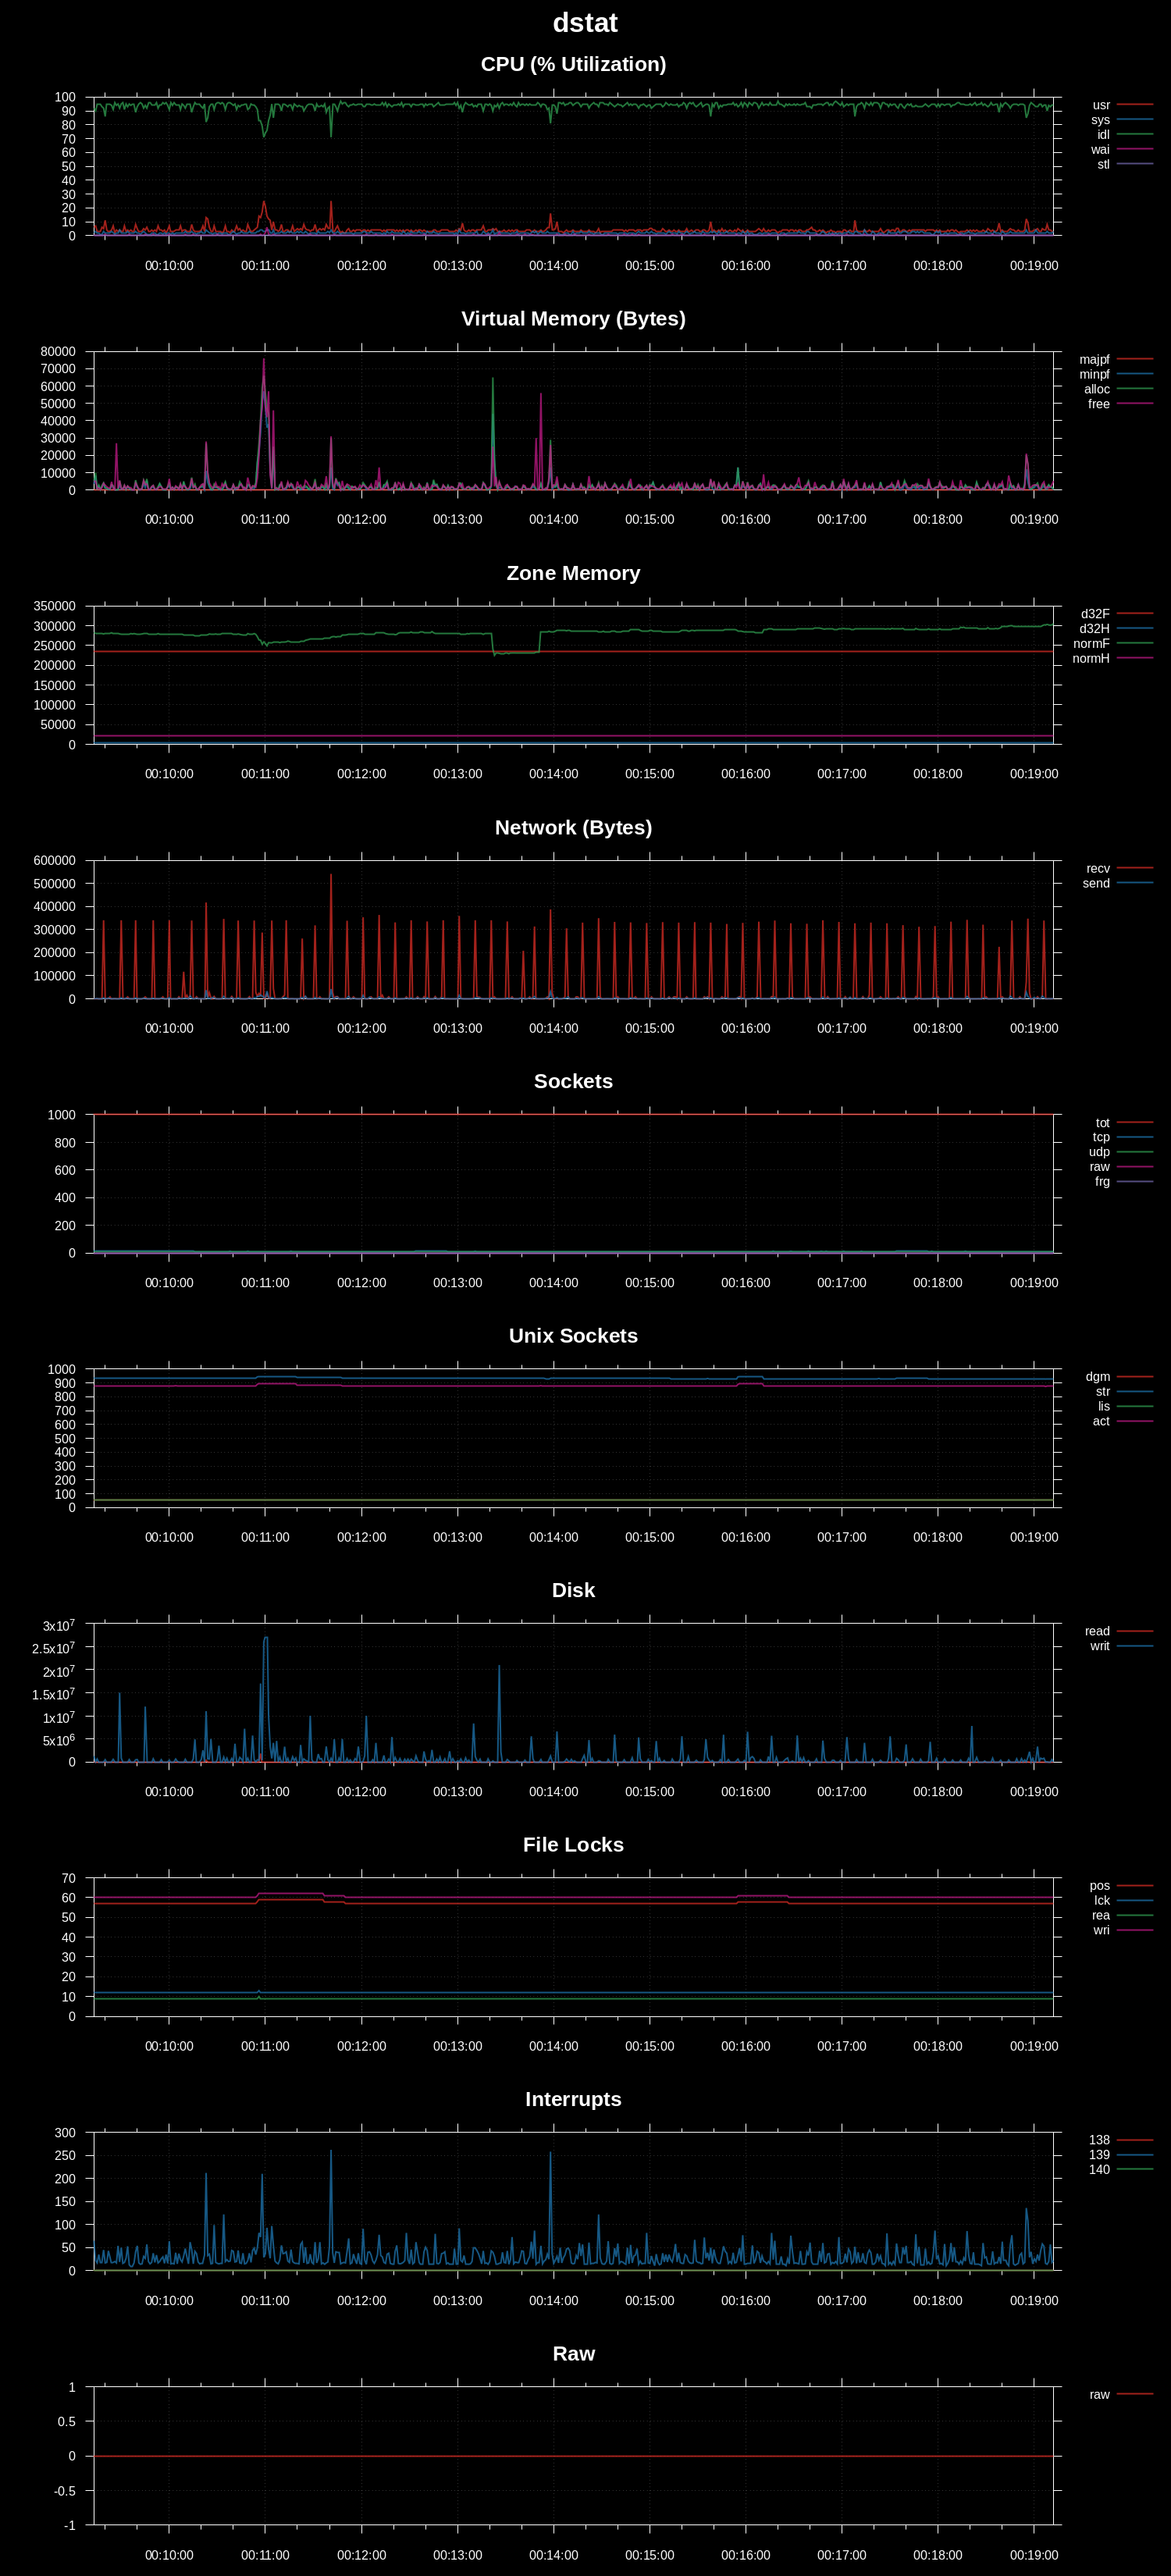 dstat
CPU (% Utilization)
100
90
80
70
60
50
40
30
20
10
0
usr
sys
idl
wai
stl
00:10:00 00:11:00 00:12:00 00:13:00 00:14:00 00:15:00 00:16:00 00:17:00 00:18:00 00:19:00
Virtual Memory (Bytes)
80000
70000
60000
50000
40000
30000
20000
10000
0
majpf
minpf
alloc
free
00:10:00 00:11:00 00:12:00 00:13:00 00:14:00 00:15:00 00:16:00 00:17:00 00:18:00 00:19:00
Zone Memory
350000
300000
250000
200000
150000
100000
50000
0
d32F
d32H
normF
normH
00:10:00 00:11:00 00:12:00 00:13:00 00:14:00 00:15:00 00:16:00 00:17:00 00:18:00 00:19:00
Network (Bytes)
600000
500000
400000
300000
200000
100000
0
recv
send
00:10:00 00:11:00 00:12:00 00:13:00 00:14:00 00:15:00 00:16:00 00:17:00 00:18:00 00:19:00
Sockets
1000
800
600
400
200
0
tot
tcp
udp
raw
frg
00:10:00 00:11:00 00:12:00 00:13:00 00:14:00 00:15:00 00:16:00 00:17:00 00:18:00 00:19:00
Unix Sockets
1000
900
800
700
600
500
400
300
200
100
0
dgm
str
lis
act
00:10:00 00:11:00 00:12:00 00:13:00 00:14:00 00:15:00 00:16:00 00:17:00 00:18:00 00:19:00
Disk
3x10⁷
2.5x10⁷
2x10⁷
1.5x10⁷
1x10⁷
5x10⁶
0
read
writ
00:10:00 00:11:00 00:12:00 00:13:00 00:14:00 00:15:00 00:16:00 00:17:00 00:18:00 00:19:00
File Locks
70
60
50
40
30
20
10
0
pos
lck
rea
wri
00:10:00 00:11:00 00:12:00 00:13:00 00:14:00 00:15:00 00:16:00 00:17:00 00:18:00 00:19:00
Interrupts
300
250
200
150
100
50
0
138
139
140
00:10:00 00:11:00 00:12:00 00:13:00 00:14:00 00:15:00 00:16:00 00:17:00 00:18:00 00:19:00
Raw
1
0.5
0
-0.5
-1
raw
00:10:00 00:11:00 00:12:00 00:13:00 00:14:00 00:15:00 00:16:00 00:17:00 00:18:00 00:19:00